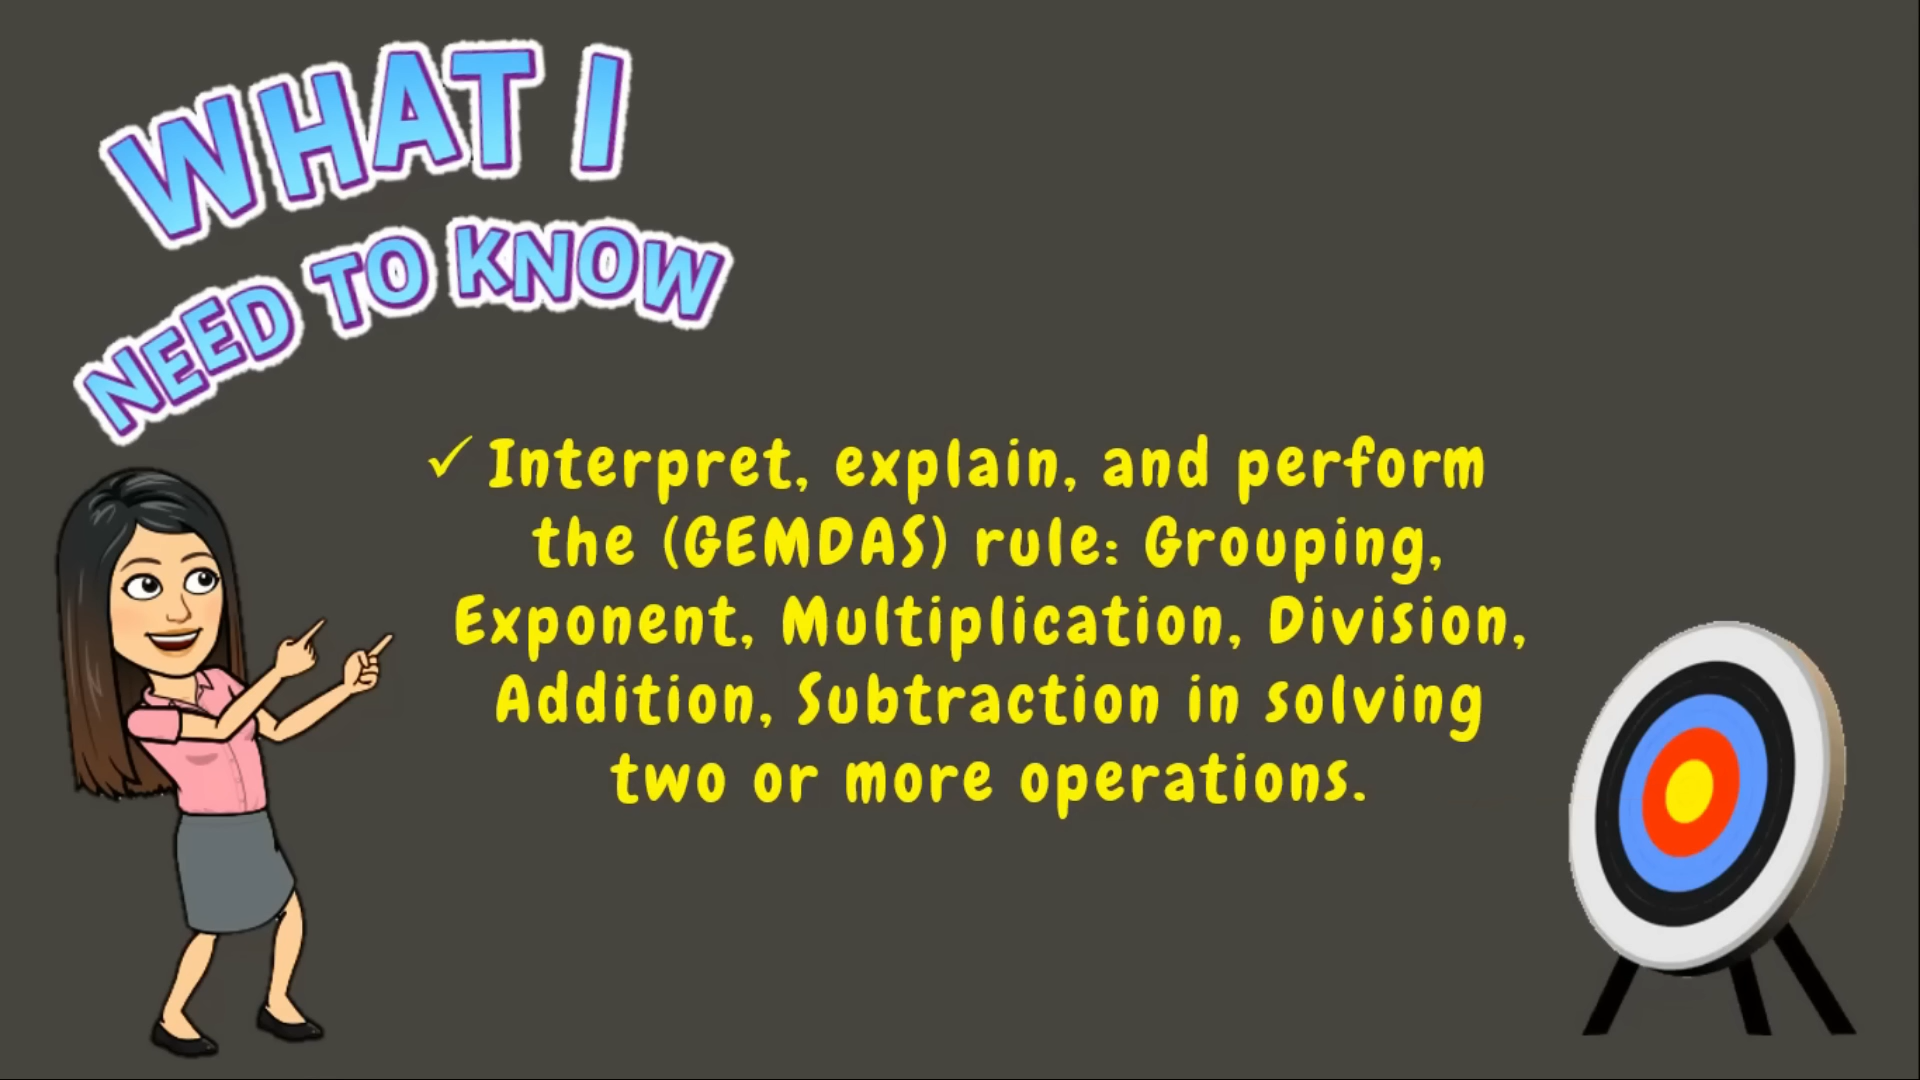 WHAT I
NEED TO KNOW
✓ Interpret, explain, and perform
the (GEMDAS) rule: Grouping,
Exponent, Multiplication, Division,
Addition, Subtraction in solving
two or more operations.